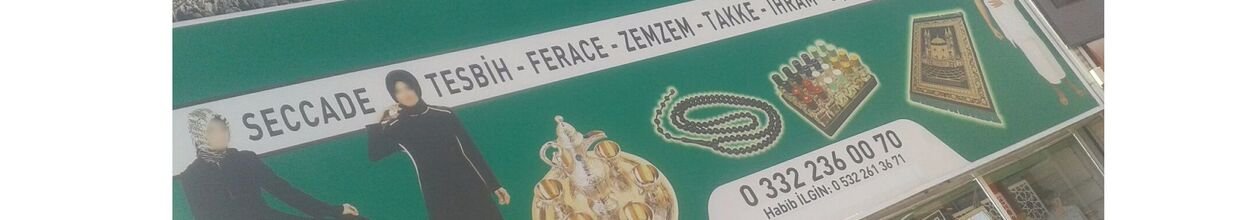 SECCADE TESBİH - FERACE - ZEMZEM - TAKKE - İHRAM -
0 332 236 00 70
Habib İLGİN: 0 532 261 36 71